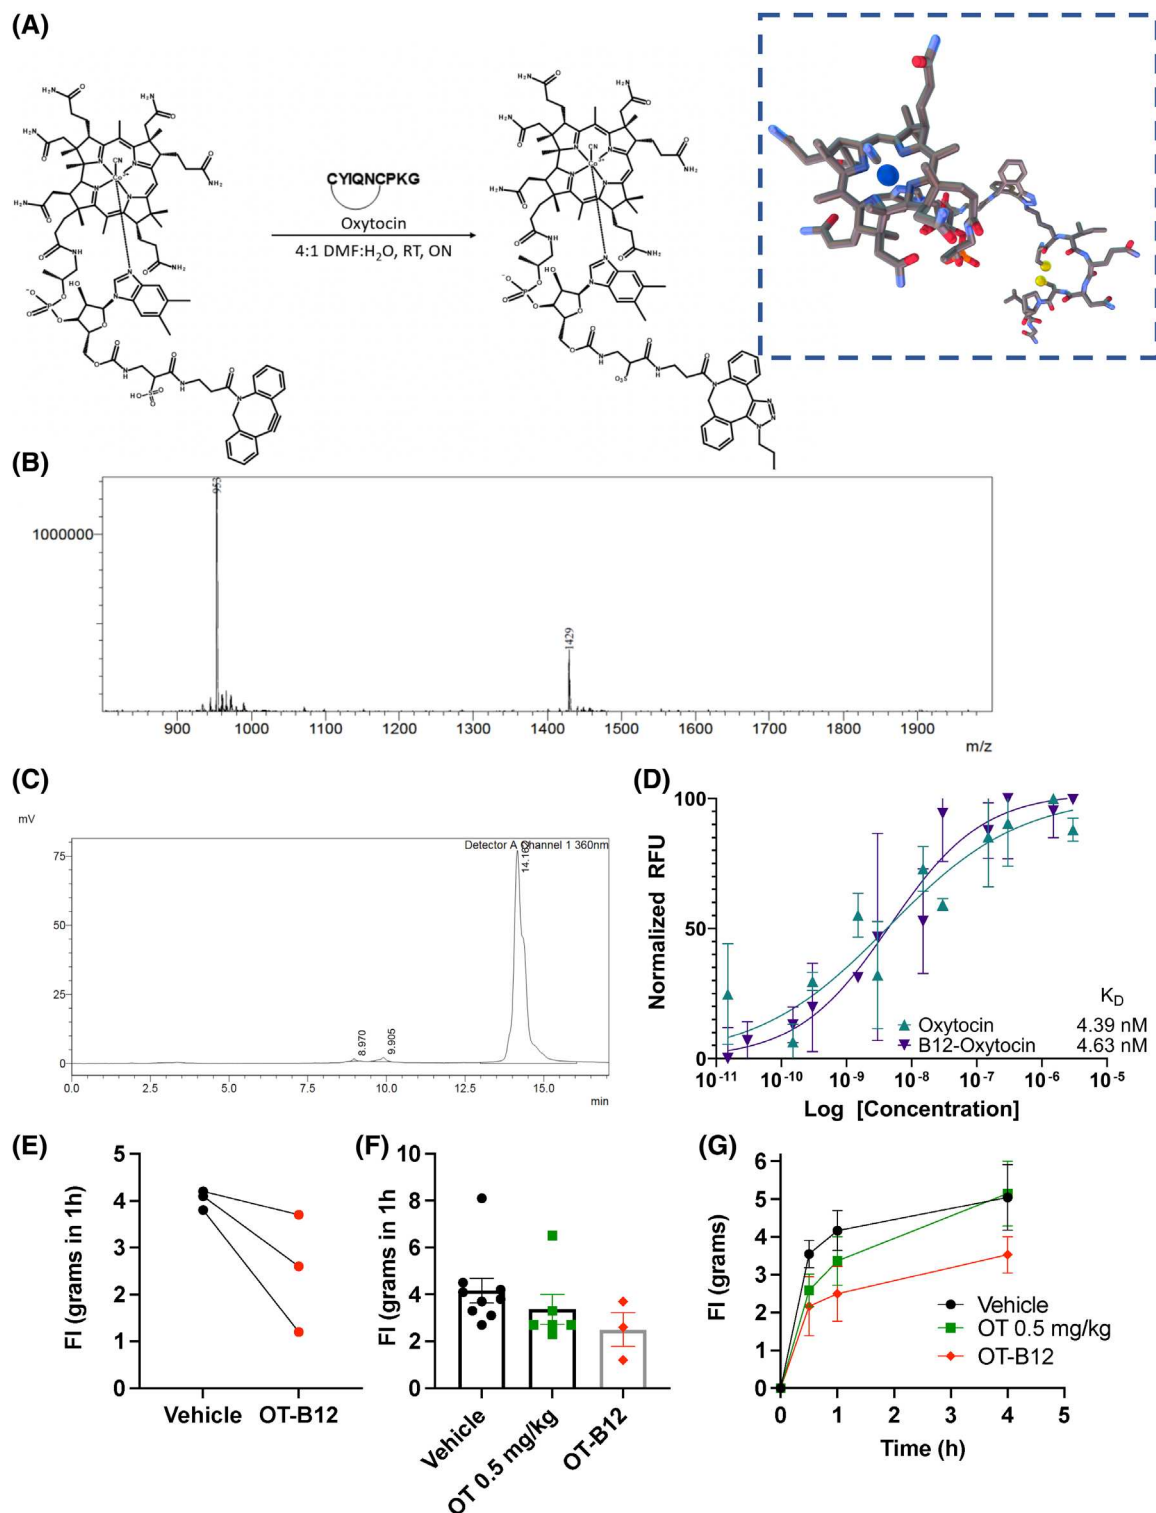 (A)
CYIQNCPKG
Oxytocin
4:1 DMF:H₂O, RT, ON
(B)
1000000
953
1429
900 1000 1100 1200 1300 1400 1500 1600 1700 1800 1900
m/z
(C)
mV
Detector A Channel 1 360nm
75
50
25
0
8.970
9.905
0.0 2.5 5.0 7.5 10.0 12.5 15.0
min
(D)
Normalized RFU
100
50
0
K_D
Oxytocin 4.39 nM
B12-Oxytocin 4.63 nM
10⁻¹¹ 10⁻¹⁰ 10⁻⁹ 10⁻⁸ 10⁻⁷ 10⁻⁶ 10⁻⁵
Log [Concentration]
(E)
FI (grams in 1h)
5
4
3
2
1
0
Vehicle OT-B12
(F)
FI (grams in 1h
10
8
6
4
2
0
Vehicle
OT 0.5 mg/kg
OT-B12
(G)
FI (grams)
6
5
4
3
2
1
0
Vehicle
OT 0.5 mg/kg
OT-B12
0 1 2 3 4 5
Time (h)